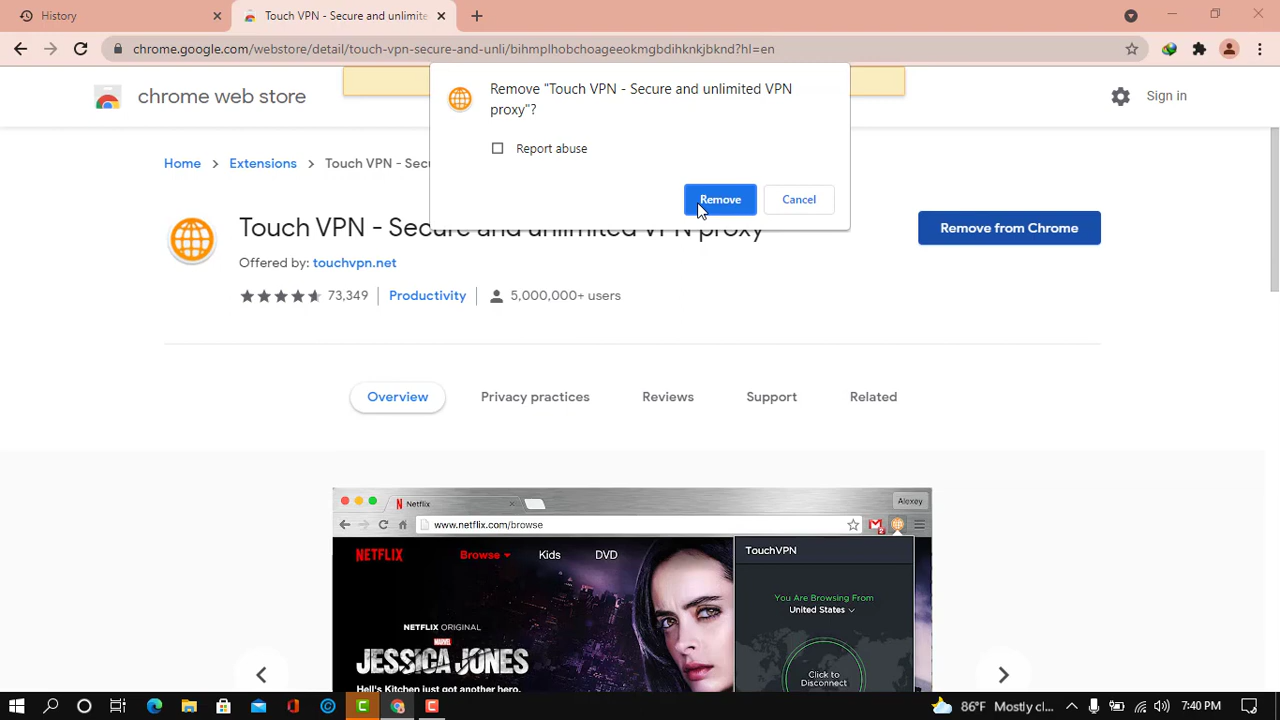 History
Touch VPN - Secure and unlimite
chrome.google.com/webstore/detail/touch-vpn-secure-and-unli/bihmplhobchoageeokmgbdihknkjbknd?hl=en
Remove "Touch VPN - Secure and unlimited VPN
proxy"?
Report abuse
Remove
Cancel
chrome web store
Sign in
Home
Extensions
Touch VPN - Secu
Touch VPN - Secure and unlimited VPN proxy
Remove from Chrome
Offered by: touchvpn.net
73,349
Productivity
5,000,000+ users
Overview
Privacy practices
Reviews
Support
Related
Netflix
Alexey
www.netflix.com/browse
NETFLIX
Browse
Kids
DVD
TouchVPN
You Are Browsing From
United States
NETFLIX ORIGINAL
MARVEL
JESSICA JONES
Hell's Kitchen just got another hero.
Click to
Disconnect
86°F Mostly cl...
7:40 PM